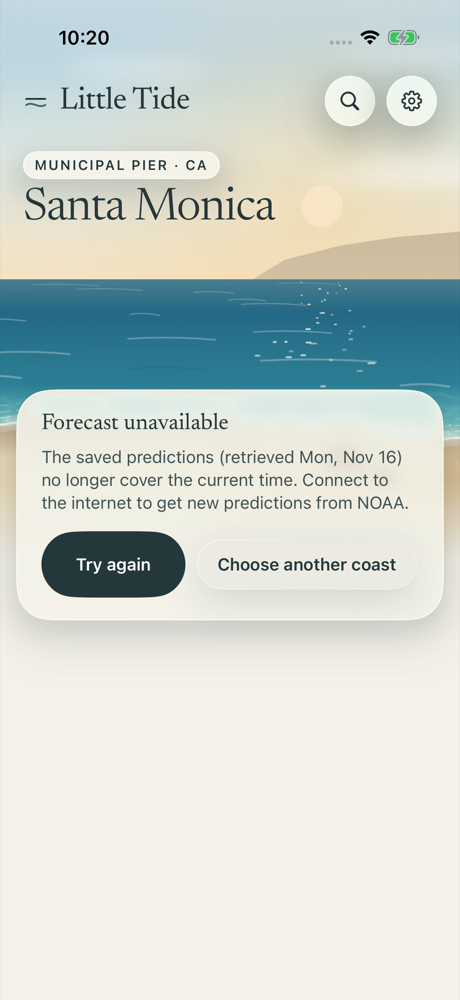 10:20
Little Tide
MUNICIPAL PIER · CA
Santa Monica
Forecast unavailable
The saved predictions (retrieved Mon, Nov 16)
no longer cover the current time. Connect to
the internet to get new predictions from NOAA.
Try again
Choose another coast